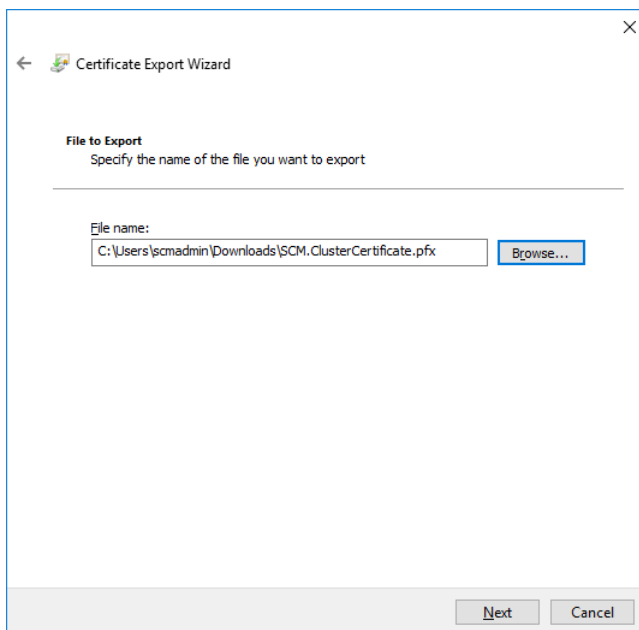 Certificate Export Wizard
File to Export
Specify the name of the file you want to export
File name:
C:\Users\scmadmin\Downloads\SCM.ClusterCertificate.pfx
Browse...
Next
Cancel